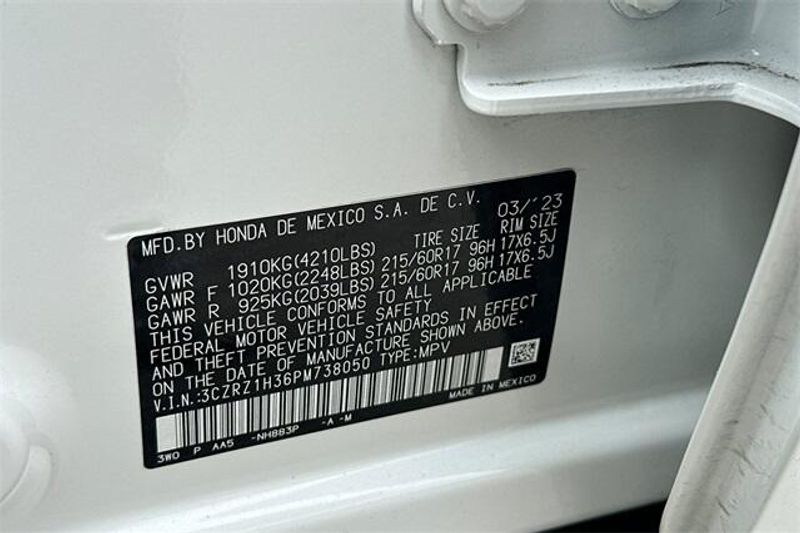 MFD.BY HONDA DE MEXICO S.A. DE C.V. 03/'23
TIRE SIZE RIM SIZE
GVWR 1910KG(4210LBS)
GAWR F 1020KG(2248LBS) 215/60R17 96H 17X6.5J
GAWR R 925KG(2039LBS) 215/60R17 96H 17X6.5J
THIS VEHICLE CONFORMS TO ALL APPLICABLE
FEDERAL MOTOR VEHICLE SAFETY
AND THEFT PREVENTION STANDARDS IN EFFECT
ON THE DATE OF MANUFACTURE SHOWN ABOVE.
V.I.N.:3CZRZ1H36PM738050 TYPE:MPV
MADE IN MEXICO
3W0 P AA5 -NH883P -A -M